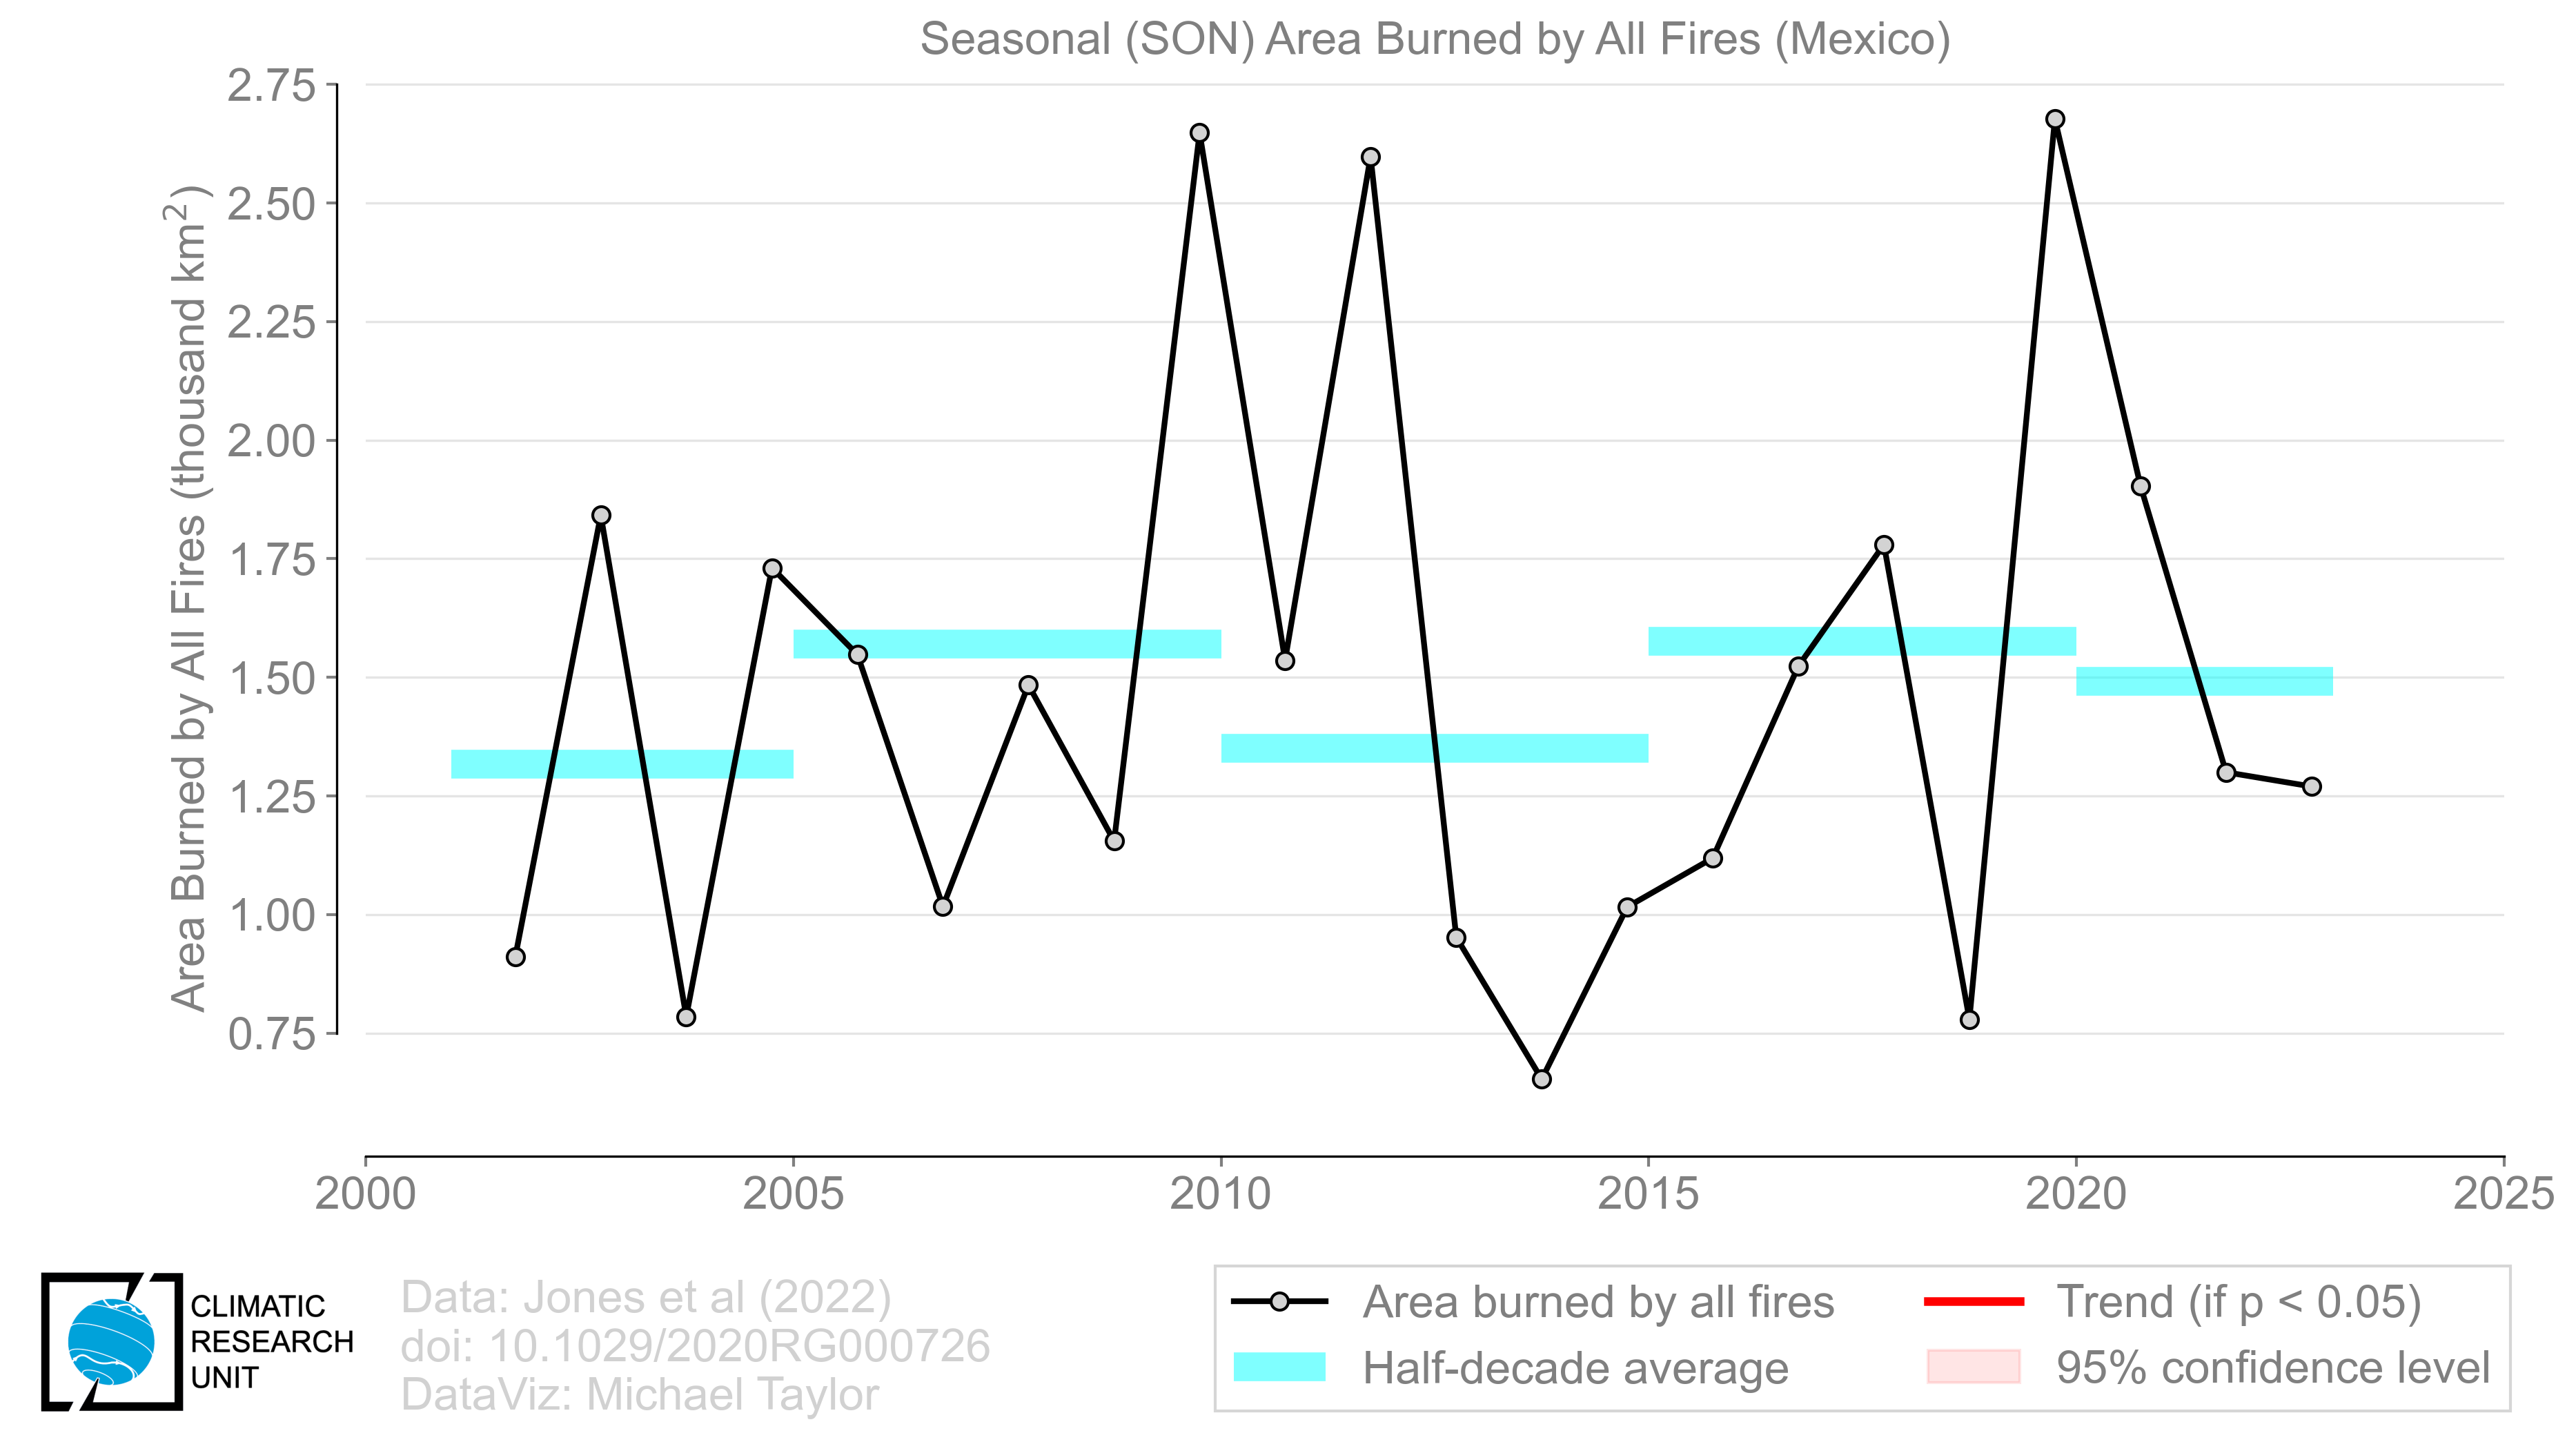 Seasonal (SON) Area Burned by All Fires (Mexico)
Area Burned by All Fires (thousand km²)
2.75
2.50
2.25
2.00
1.75
1.50
1.25
1.00
0.75
2000 2005 2010 2015 2020 2025
CLIMATIC
RESEARCH
UNIT
Data: Jones et al (2022)
doi: 10.1029/2020RG000726
DataViz: Michael Taylor
Area burned by all fires
Half-decade average
Trend (if p < 0.05)
95% confidence level